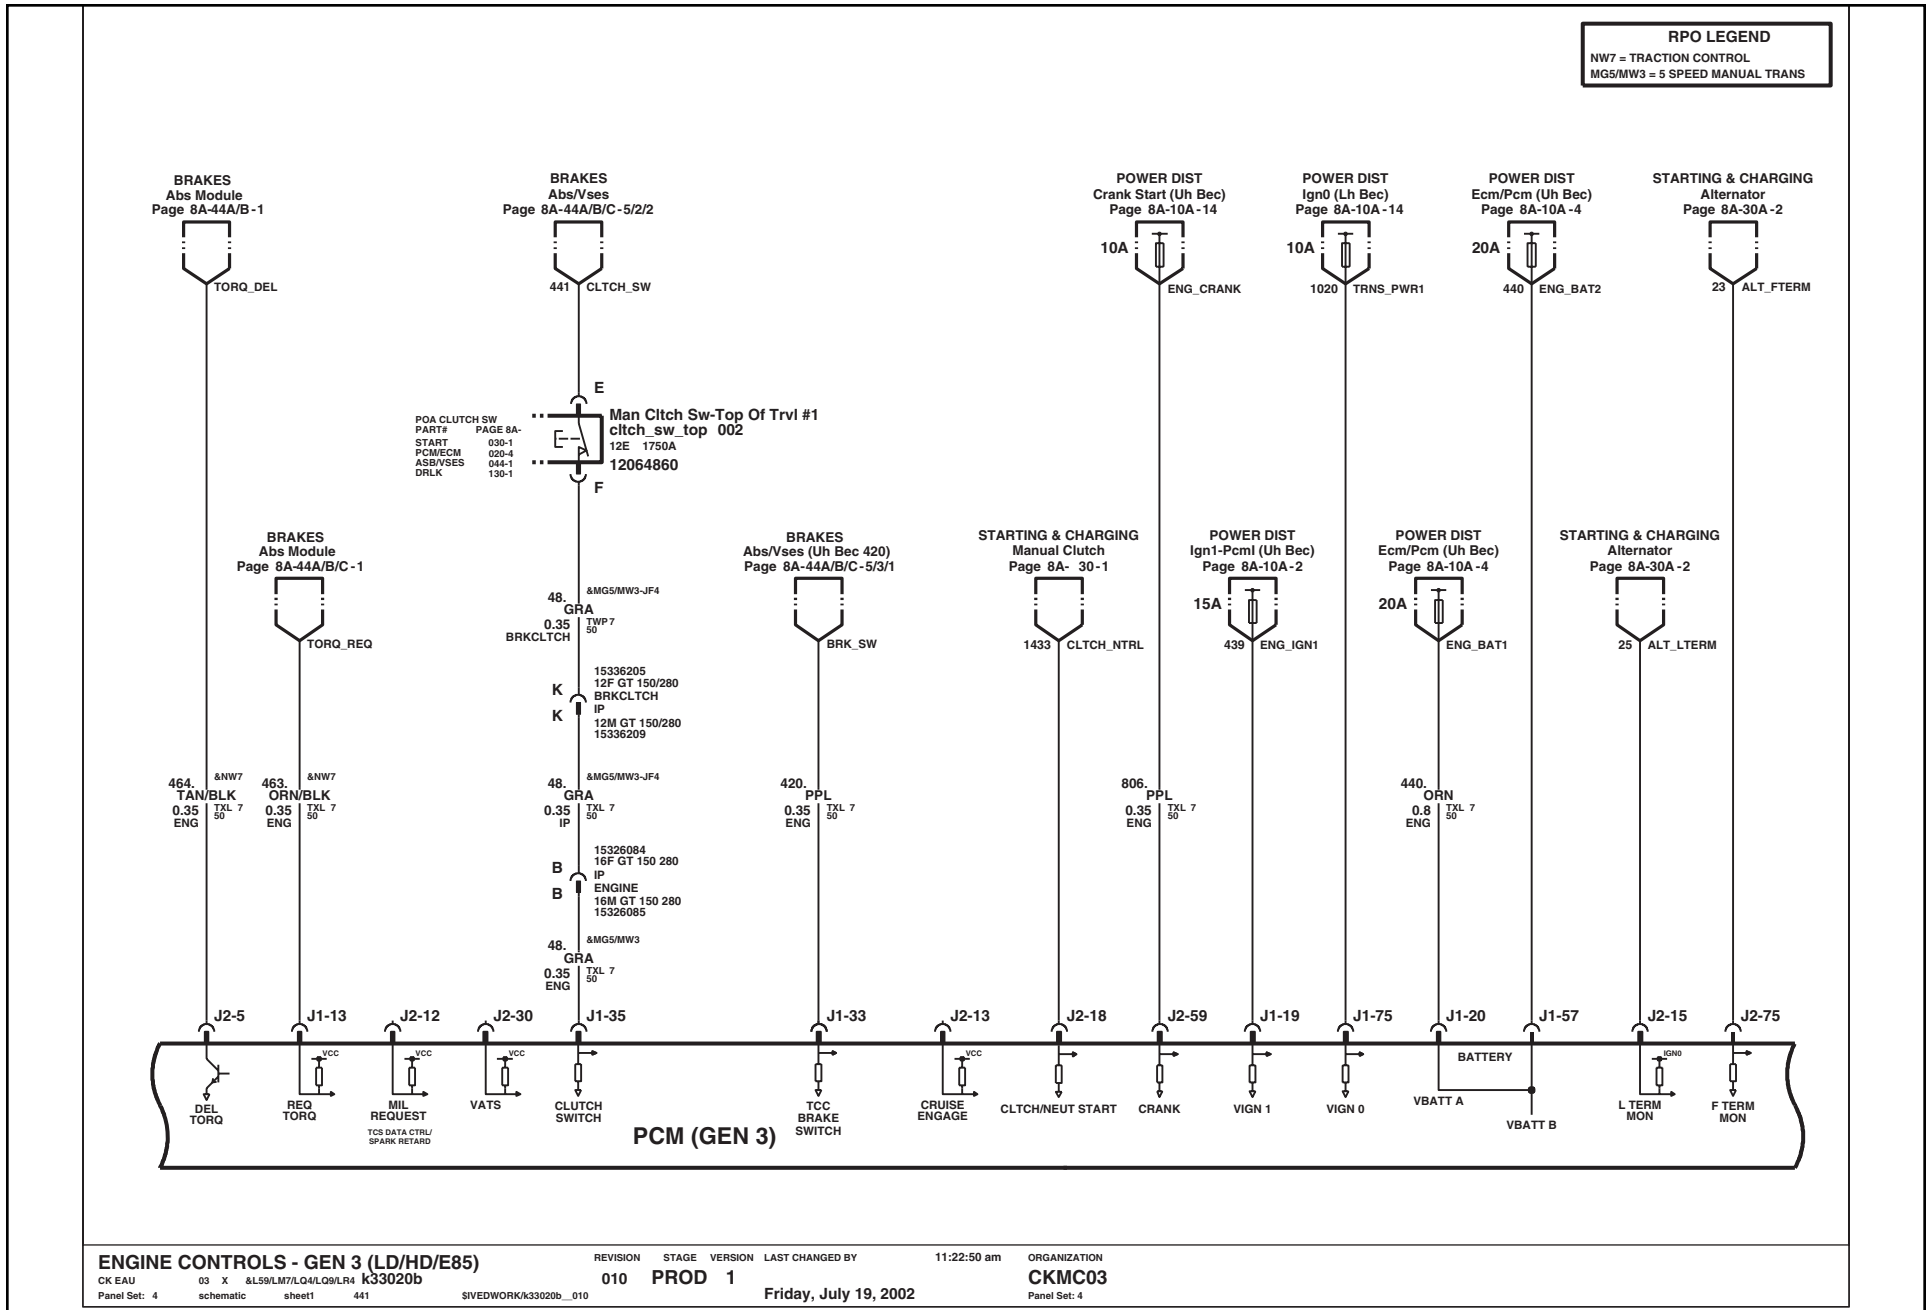 RPO LEGEND
NW7 = TRACTION CONTROL
MG5/MW3 = 5 SPEED MANUAL TRANS
BRAKES
Abs Module
Page 8A-44A/B-1
TORQ_DEL
BRAKES
Abs/Vses
Page 8A-44A/B/C-5/2/2
441 CLTCH_SW
POWER DIST
Crank Start (Uh Bec)
Page 8A-10A-14
10A
ENG_CRANK
POWER DIST
Ign0 (Lh Bec)
Page 8A-10A-14
10A
1020 TRNS_PWR1
POWER DIST
Ecm/Pcm (Uh Bec)
Page 8A-10A-4
20A
440 ENG_BAT2
STARTING & CHARGING
Alternator
Page 8A-30A-2
23 ALT_FTERM
E
POA CLUTCH SW
PART# PAGE 8A-
START 030-1
PCM/ECM 020-4
ASB/VSES 044-1
DRLK 130-1
Man Cltch Sw-Top Of Trvl #1
cltch_sw_top 002
12E 1750A
12064860
F
BRAKES
Abs Module
Page 8A-44A/B/C-1
TORQ_REQ
BRAKES
Abs/Vses (Uh Bec 420)
Page 8A-44A/B/C-5/3/1
BRK_SW
STARTING & CHARGING
Manual Clutch
Page 8A- 30-1
1433 CLTCH_NTRL
POWER DIST
Ign1-Pcml (Uh Bec)
Page 8A-10A-2
15A
439 ENG_IGN1
POWER DIST
Ecm/Pcm (Uh Bec)
Page 8A-10A-4
20A
ENG_BAT1
STARTING & CHARGING
Alternator
Page 8A-30A-2
25 ALT_LTERM
48. &MG5/MW3-JF4
GRA
0.35 TWP7
50
BRKCLTCH
15336205
12F GT 150/280
K BRKCLTCH
K IP
12M GT 150/280
15336209
464. &NW7
TAN/BLK
0.35 TXL 7
50
ENG
463. &NW7
ORN/BLK
0.35 TXL 7
50
ENG
48. &MG5/MW3-JF4
GRA
0.35 TXL 7
50
IP
420.
PPL
0.35 TXL 7
50
ENG
806.
PPL
0.35 TXL 7
50
ENG
440.
ORN
0.8 TXL 7
50
ENG
15326084
16F GT 150 280
B IP
B ENGINE
16M GT 150 280
15326085
48. &MG5/MW3
GRA
0.35 TXL 7
50
ENG
J2-5 J1-13 J2-12 J2-30 J1-35 J1-33 J2-13 J2-18 J2-59 J1-19 J1-75 J1-20 J1-57 J2-15 J2-75
DEL
TORQ
VCC
REQ
TORQ
VCC
MIL
REQUEST
TCS DATA CTRL/
SPARK RETARD
VCC
VATS
CLUTCH
SWITCH
TCC
BRAKE
SWITCH
VCC
CRUISE
ENGAGE
CLTCH/NEUT START
CRANK
VIGN 1
VIGN 0
BATTERY
VBATT A
VBATT B
IGN0
L TERM
MON
F TERM
MON
PCM (GEN 3)
ENGINE CONTROLS - GEN 3 (LD/HD/E85)
CK EAU 03 X &L59/LM7/LQ4/LQ9/LR4 k33020b
Panel Set: 4 schematic sheet1 441 $IVEDWORK/k33020b__010
REVISION STAGE VERSION LAST CHANGED BY 11:22:50 am
010 PROD 1
Friday, July 19, 2002
ORGANIZATION
CKMC03
Panel Set: 4